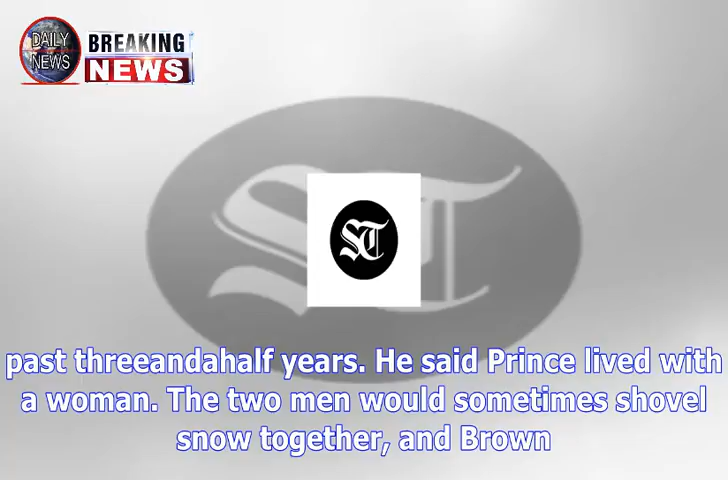 DAILY
NEWS
BREAKING
NEWS
ST
ST
past threeandahalf years. He said Prince lived with
a woman. The two men would sometimes shovel
snow together, and Brown